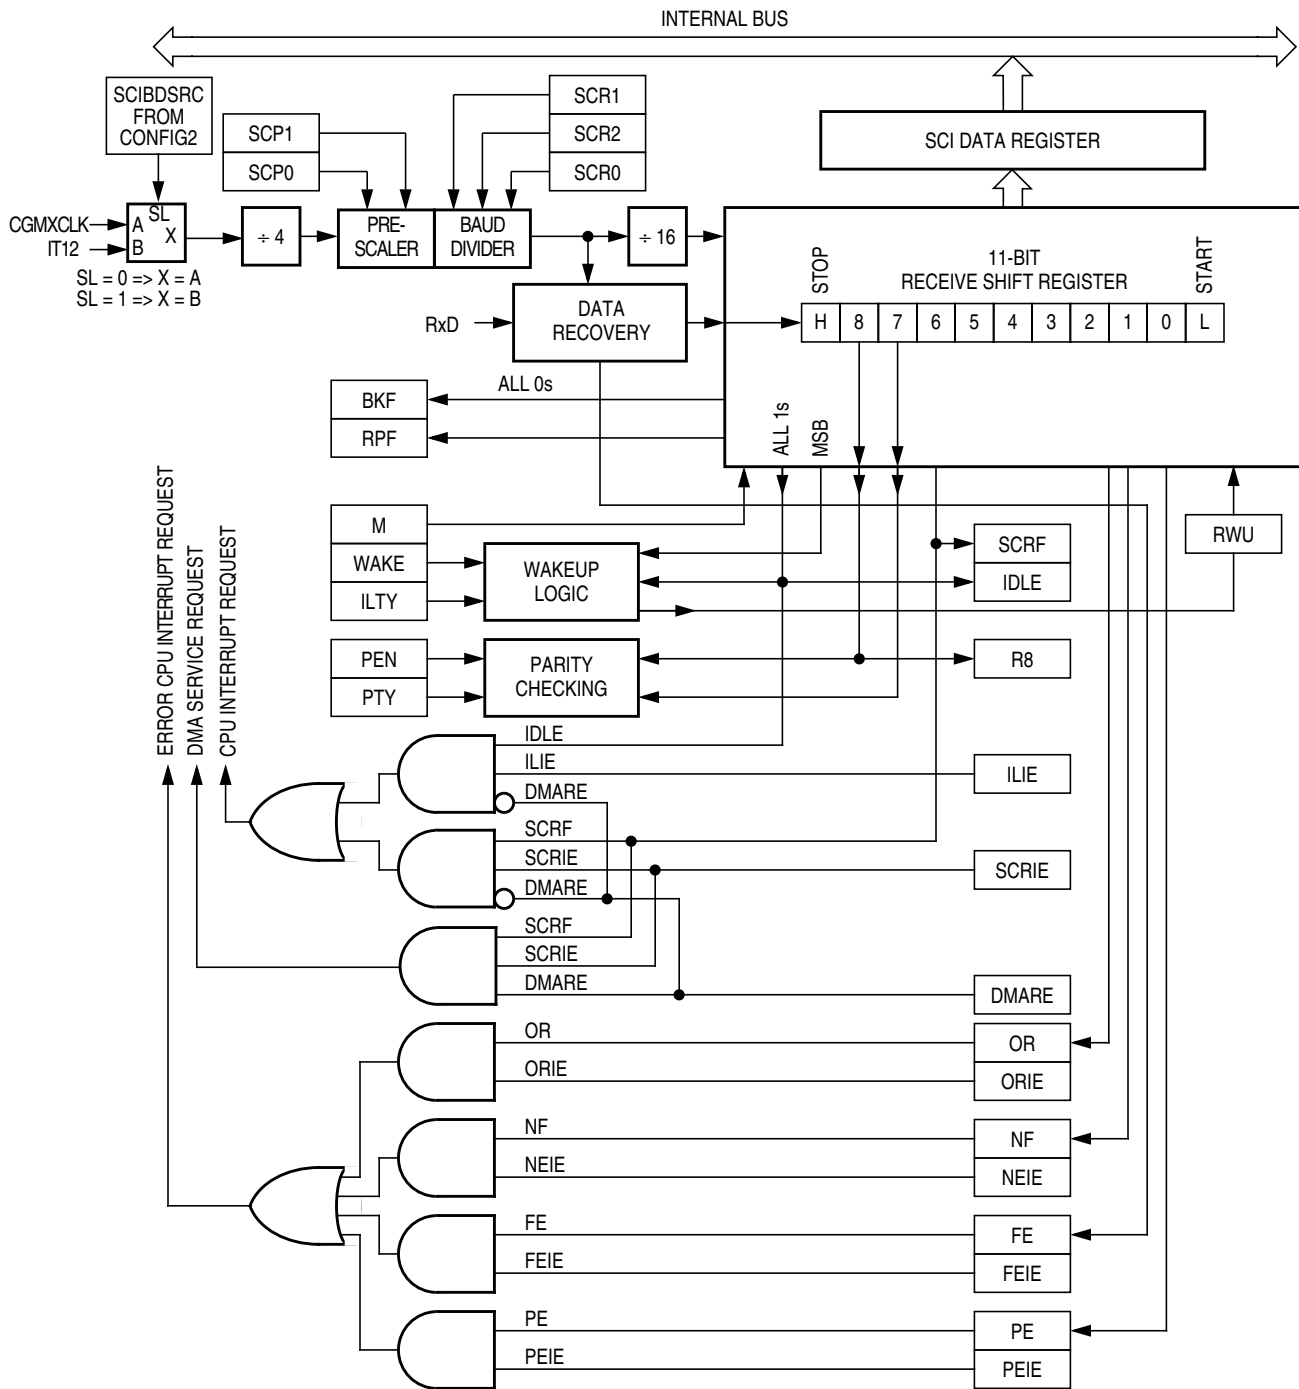 INTERNAL BUS
SCIBDSRC
FROM
CONFIG2
SCP1
SCP0
SCR1
SCR2
SCR0
SCI DATA REGISTER
CGMXCLK
IT12
A
B
SL
X
SL = 0 => X = A
SL = 1 => X = B
÷ 4
PRE-
SCALER
BAUD
DIVIDER
÷ 16
RxD
DATA
RECOVERY
STOP
11-BIT
RECEIVE SHIFT REGISTER
START
H 8 7 6 5 4 3 2 1 0 L
ALL 0s
BKF
RPF
ALL 1s
MSB
M
WAKE
ILTY
WAKEUP
LOGIC
SCRF
IDLE
RWU
PEN
PTY
PARITY
CHECKING
R8
ERROR CPU INTERRUPT REQUEST
DMA SERVICE REQUEST
CPU INTERRUPT REQUEST
IDLE
ILIE
ILIE
DMARE
SCRF
SCRIE
SCRIE
DMARE
SCRF
SCRIE
DMARE
DMARE
OR
OR
ORIE
ORIE
NF
NF
NEIE
NEIE
FE
FE
FEIE
FEIE
PE
PE
PEIE
PEIE